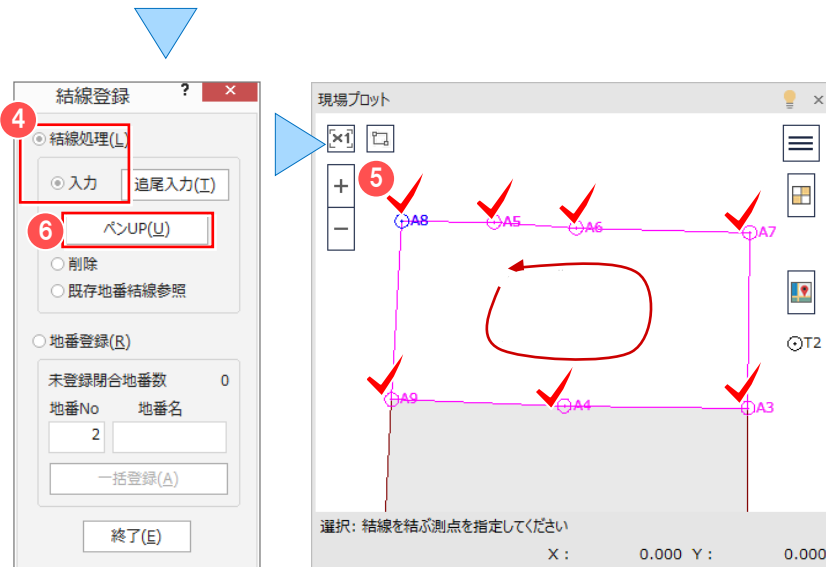 結線登録 ? ×
4
結線処理(L)
入力 追尾入力(T)
6 ペンUP(U)
削除
既存地番結線参照
地番登録(R)
未登録閉合地番数 0
地番No 地番名
2
一括登録(A)
終了(E)
現場プロット ×
×1
+ 5
−
A8 A5 A6 A7
T2
A9 A4 A3
選択: 結線を結ぶ測点を指定してください
X : 0.000 Y : 0.000